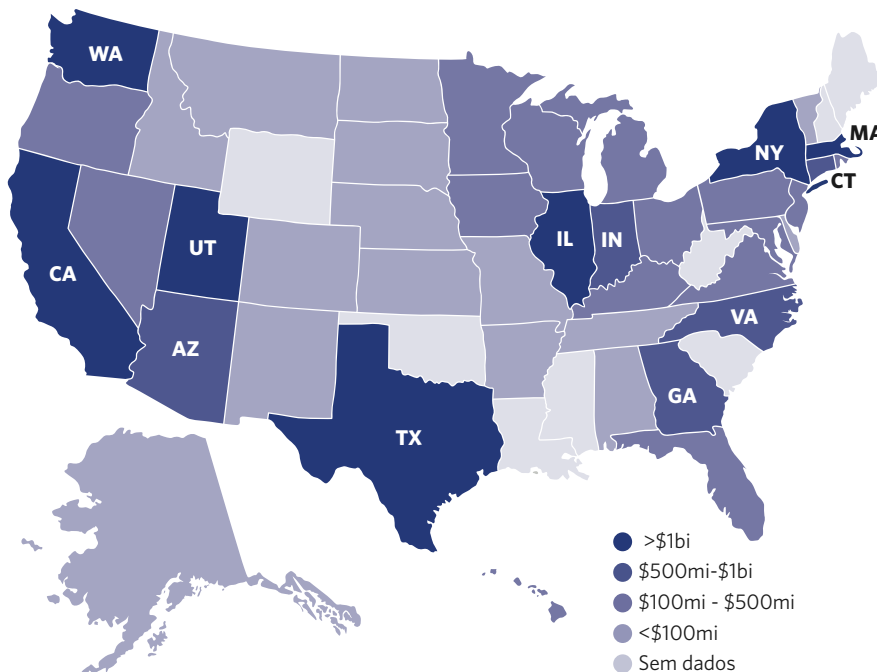 WA
MA
NY
CT
UT
IL
IN
CA
VA
AZ
GA
TX
>$1bi
$500mi-$1bi
$100mi - $500mi
<$100mi
Sem dados